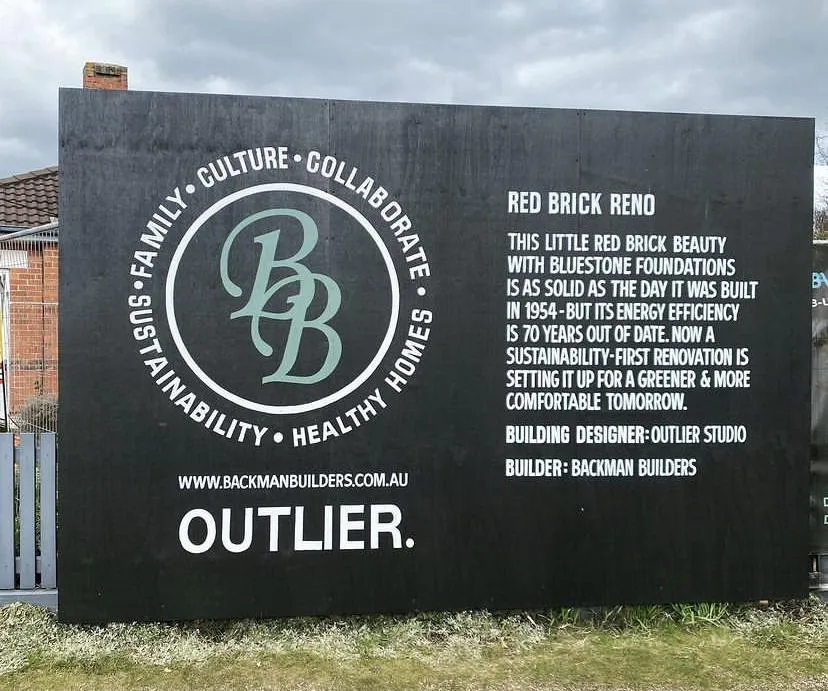 FAMILY • CULTURE • COLLABORATE •
HEALTHY HOMES • SUSTAINABILITY •
BB
WWW.BACKMANBUILDERS.COM.AU
OUTLIER.
RED BRICK RENO
THIS LITTLE RED BRICK BEAUTY
WITH BLUESTONE FOUNDATIONS
IS AS SOLID AS THE DAY IT WAS BUILT
IN 1954 - BUT ITS ENERGY EFFICIENCY
IS 70 YEARS OUT OF DATE. NOW A
SUSTAINABILITY-FIRST RENOVATION IS
SETTING IT UP FOR A GREENER & MORE
COMFORTABLE TOMORROW.
BUILDING DESIGNER: OUTLIER STUDIO
BUILDER: BACKMAN BUILDERS